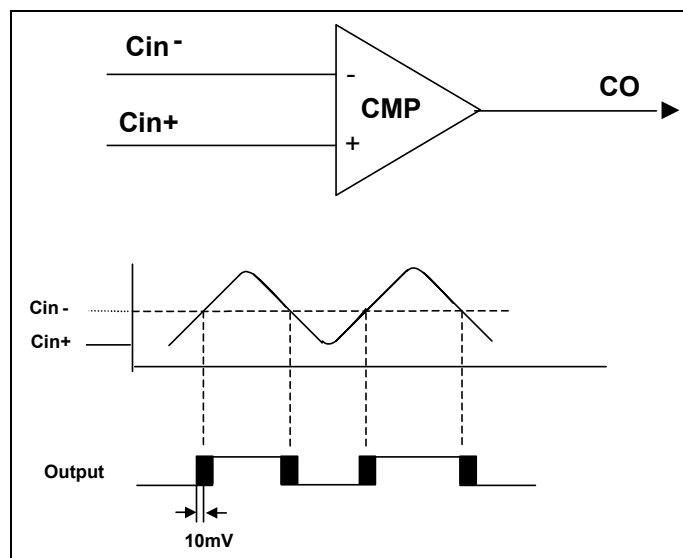 Cin -
-
CMP
CO
Cin+
+
Cin -
Cin+
Output
10mV